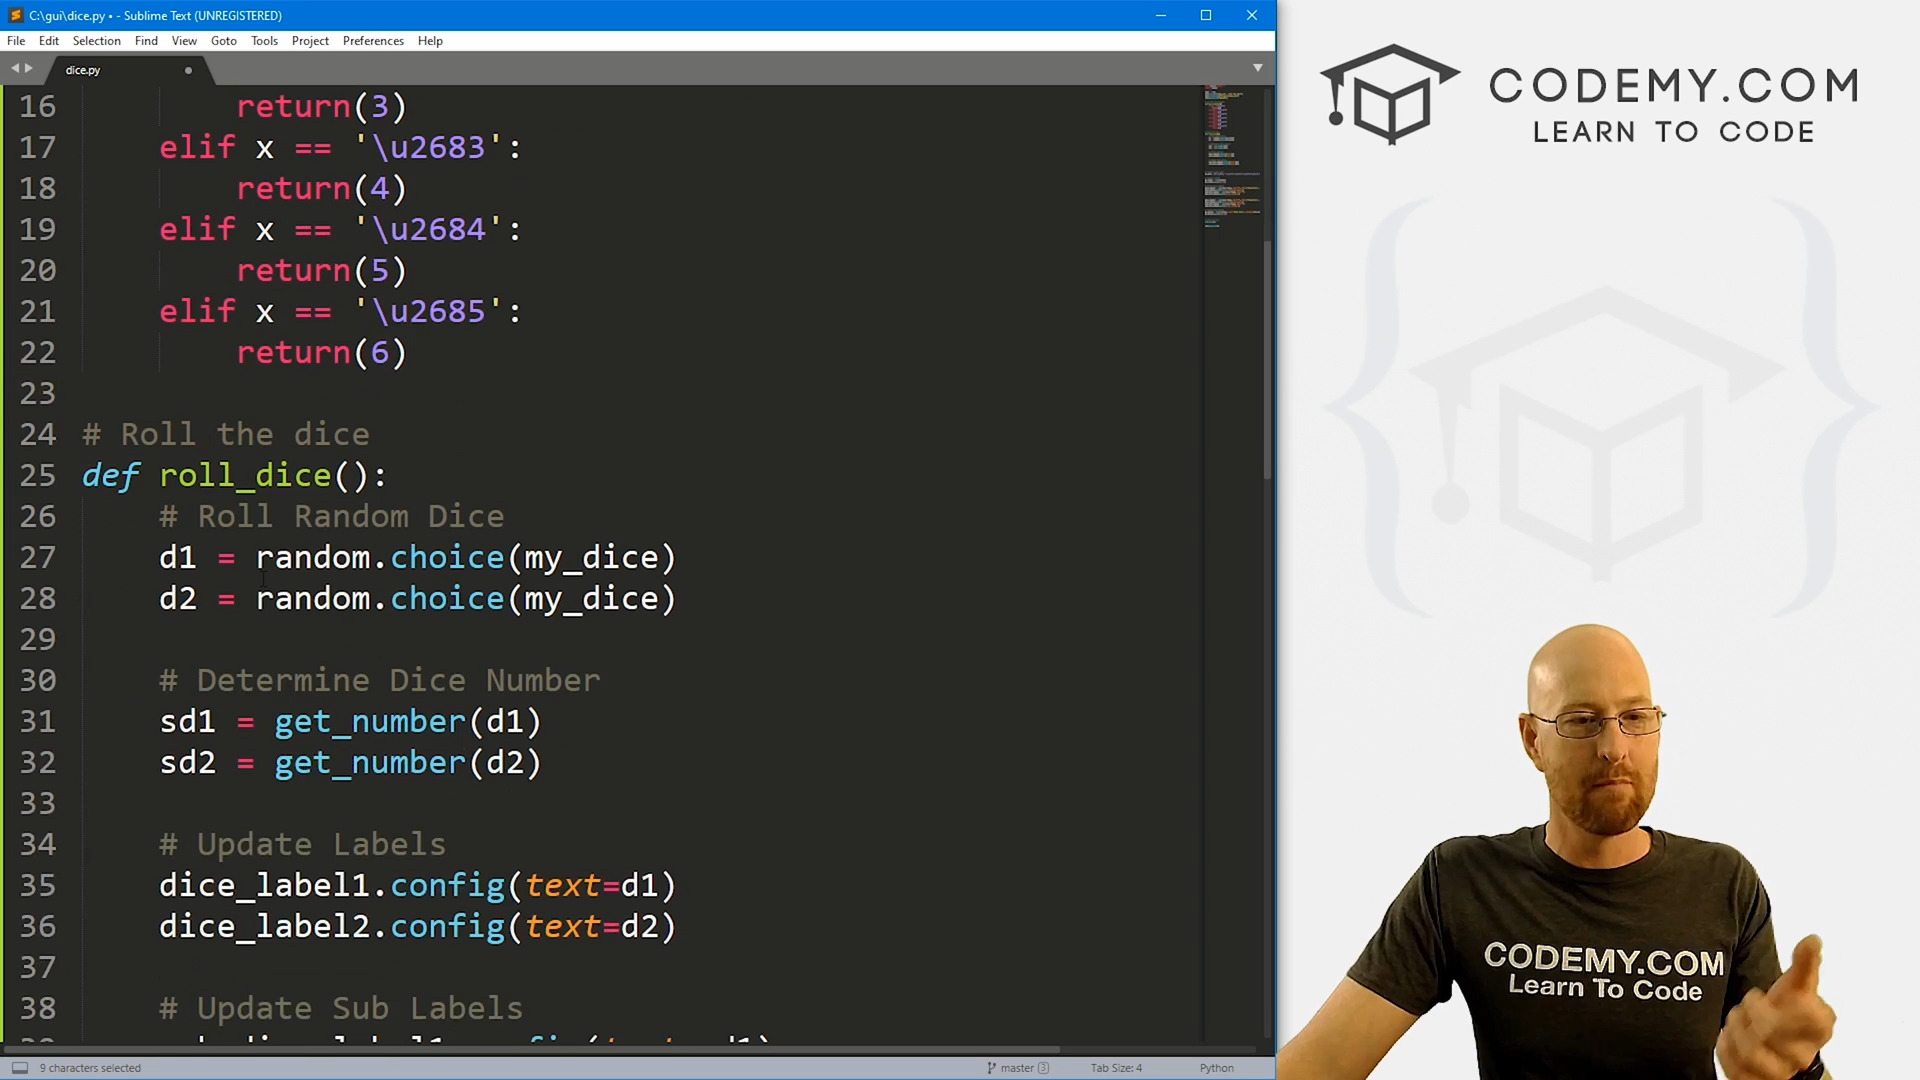 C:\gui\dice.py • - Sublime Text (UNREGISTERED)
File Edit Selection Find View Goto Tools Project Preferences Help
dice.py
16 return(3)
17 elif x == '\u2683':
18 return(4)
19 elif x == '\u2684':
20 return(5)
21 elif x == '\u2685':
22 return(6)
23
24 # Roll the dice
25 def roll_dice():
26 # Roll Random Dice
27 d1 = random.choice(my_dice)
28 d2 = random.choice(my_dice)
29
30 # Determine Dice Number
31 sd1 = get_number(d1)
32 sd2 = get_number(d2)
33
34 # Update Labels
35 dice_label1.config(text=d1)
36 dice_label2.config(text=d2)
37
38 # Update Sub Labels
9 characters selected
master 3
Tab Size: 4
Python
CODEMY.COM
LEARN TO CODE
CODEMY.COM
Learn To Code